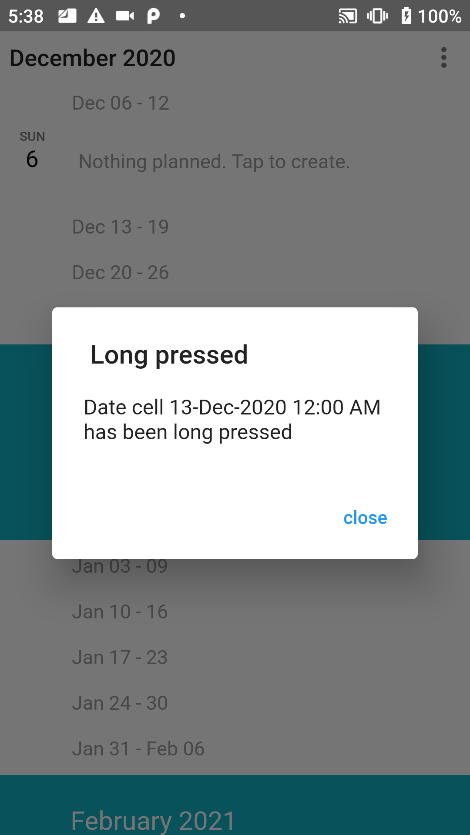 5:38
100%
December 2020
Dec 06 - 12
SUN
6
Nothing planned. Tap to create.
Dec 13 - 19
Dec 20 - 26
Long pressed
Date cell 13-Dec-2020 12:00 AM
has been long pressed
close
Jan 03 - 09
Jan 10 - 16
Jan 17 - 23
Jan 24 - 30
Jan 31 - Feb 06
February 2021